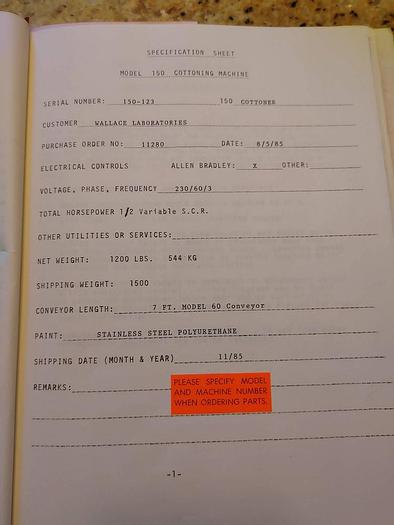 SPECIFICATION SHEET
MODEL 150 COTTONING MACHINE
SERIAL NUMBER: 150-123 150 COTTONER
CUSTOMER WALLACE LABORATORIES
PURCHASE ORDER NO: 11280 DATE: 8/5/85
ELECTRICAL CONTROLS ALLEN BRADLEY: X OTHER:
VOLTAGE, PHASE, FREQUENCY 230/60/3
TOTAL HORSEPOWER 1/2 Variable S.C.R.
OTHER UTILITIES OR SERVICES:
NET WEIGHT: 1200 LBS. 544 KG
SHIPPING WEIGHT: 1500
CONVEYOR LENGTH: 7 FT. MODEL 60 Conveyor
PAINT: STAINLESS STEEL POLYURETHANE
SHIPPING DATE (MONTH & YEAR) 11/85
REMARKS:
PLEASE SPECIFY MODEL
AND MACHINE NUMBER
WHEN ORDERING PARTS.
-1-